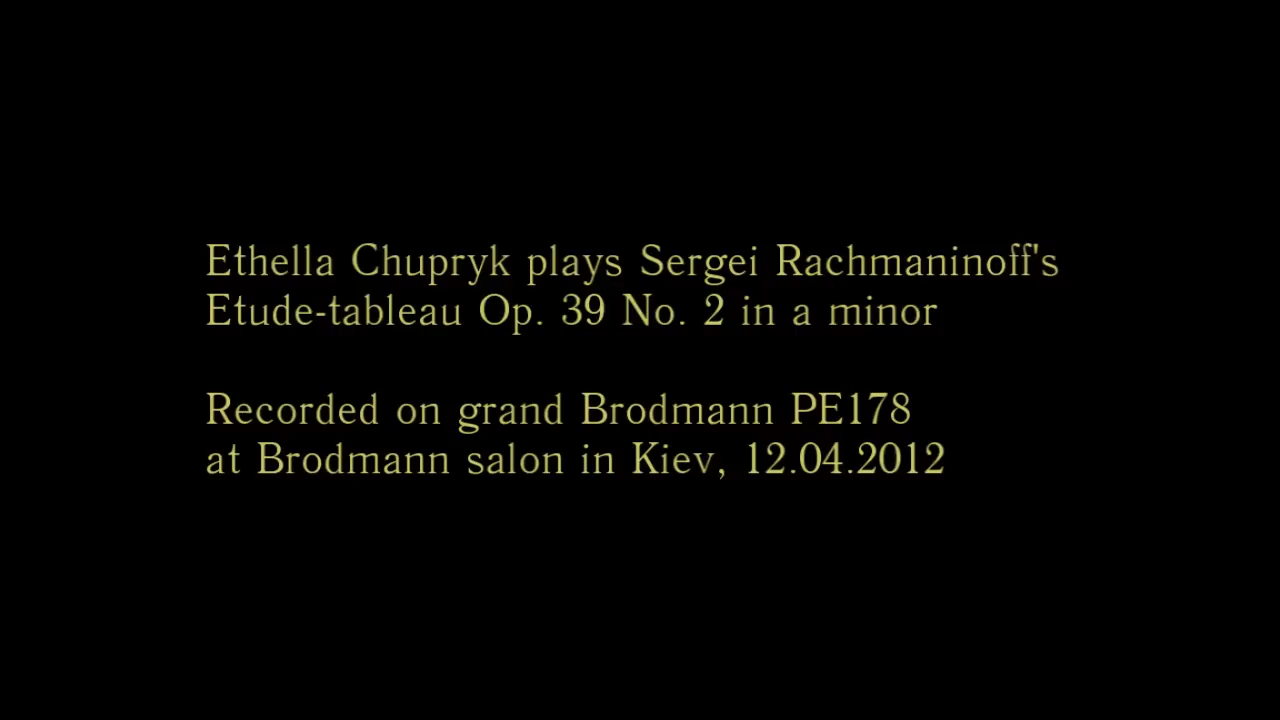 Ethella Chupryk plays Sergei Rachmaninoff's
Etude-tableau Op. 39 No. 2 in a minor
Recorded on grand Brodmann PE178
at Brodmann salon in Kiev, 12.04.2012